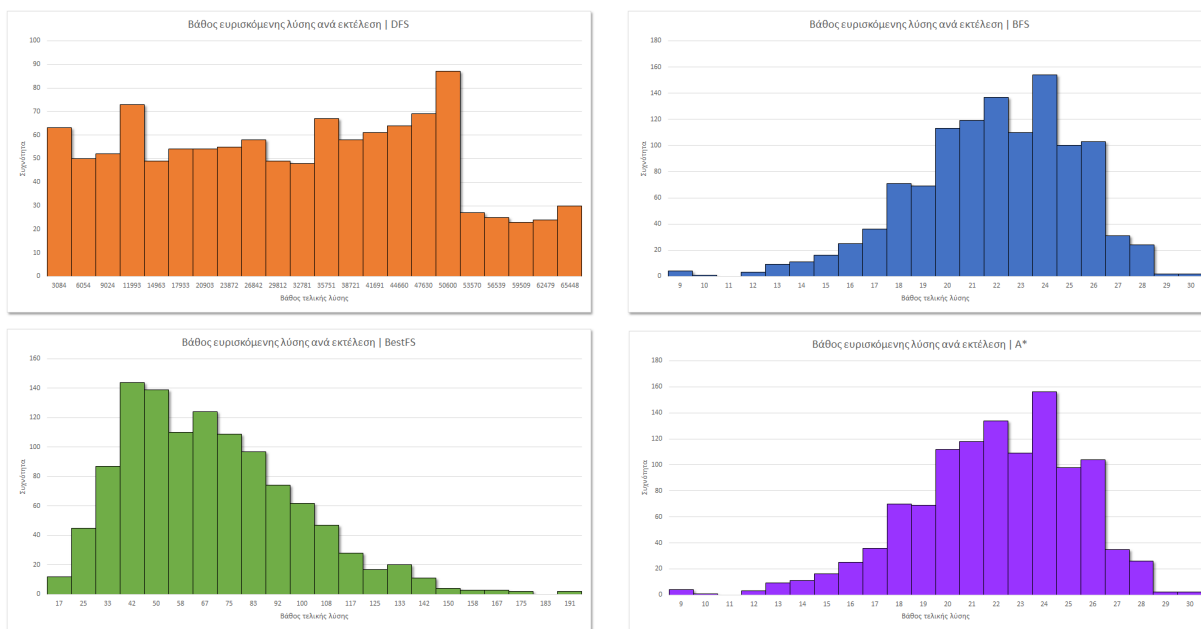 Βάθος ευρισκόμενης λύσης ανά εκτέλεση | DFS
100
90
80
70
60
50
40
30
20
10
0
Συχνότητα
3084 6054 9024 11993 14963 17933 20903 23872 26842 29812 32781 35751 38721 41691 44660 47630 50600 53570 56539 59509 62479 65448
Βάθος τελικής λύσης
Βάθος ευρισκόμενης λύσης ανά εκτέλεση | BFS
180
160
140
120
100
80
60
40
20
0
Συχνότητα
9 10 11 12 13 14 15 16 17 18 19 20 21 22 23 24 25 26 27 28 29 30
Βάθος τελικής λύσης
Βάθος ευρισκόμενης λύσης ανά εκτέλεση | BestFS
160
140
120
100
80
60
40
20
0
Συχνότητα
17 25 33 42 50 58 67 75 83 92 100 108 117 125 133 142 150 158 167 175 183 191
Βάθος τελικής λύσης
Βάθος ευρισκόμενης λύσης ανά εκτέλεση | A*
180
160
140
120
100
80
60
40
20
0
Συχνότητα
9 10 11 12 13 14 15 16 17 18 19 20 21 22 23 24 25 26 27 28 29 30
Βάθος τελικής λύσης